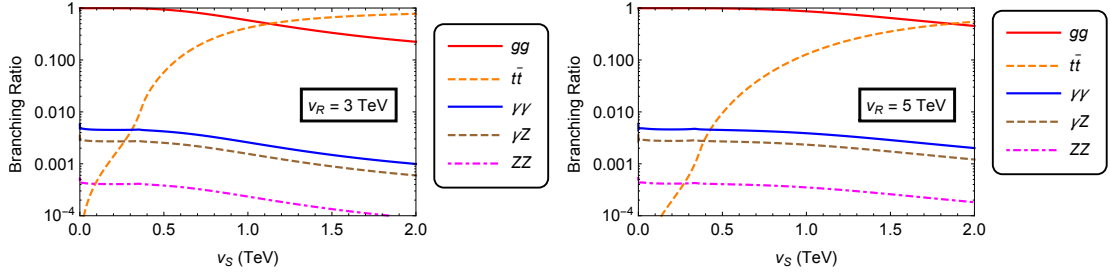 Branching Ratio
1
0.100
0.010
0.001
10⁻⁴
0.0
0.5
1.0
1.5
2.0
v_S (TeV)
v_R = 3 TeV
gg
tt̄
γγ
γZ
ZZ
Branching Ratio
1
0.100
0.010
0.001
10⁻⁴
0.0
0.5
1.0
1.5
2.0
v_S (TeV)
v_R = 5 TeV
gg
tt̄
γγ
γZ
ZZ